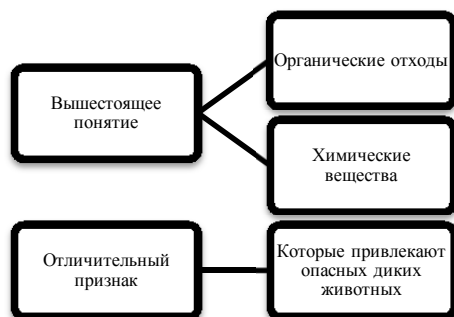 Органические отходы
Вышестоящее
понятие
Химические
вещества
Отличительный
признак
Которые привлекают
опасных диких
животных